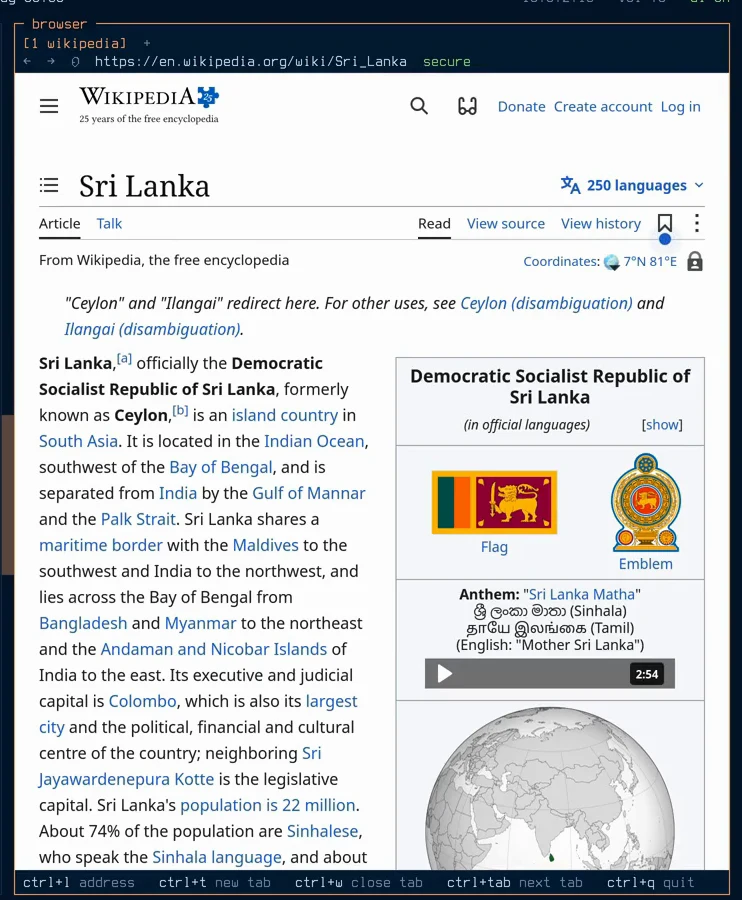 browser
[1 wikipedia] +
← → https://en.wikipedia.org/wiki/Sri_Lanka secure
WIKIPEDIA 25
25 years of the free encyclopedia
Donate Create account Log in
Sri Lanka
250 languages
Article Talk Read View source View history
From Wikipedia, the free encyclopedia
Coordinates: 7°N 81°E
"Ceylon" and "Ilangai" redirect here. For other uses, see Ceylon (disambiguation) and
Ilangai (disambiguation).
Sri Lanka,[a] officially the Democratic
Socialist Republic of Sri Lanka, formerly
known as Ceylon,[b] is an island country in
South Asia. It is located in the Indian Ocean,
southwest of the Bay of Bengal, and is
separated from India by the Gulf of Mannar
and the Palk Strait. Sri Lanka shares a
maritime border with the Maldives to the
southwest and India to the northwest, and
lies across the Bay of Bengal from
Bangladesh and Myanmar to the northeast
and the Andaman and Nicobar Islands of
India to the east. Its executive and judicial
capital is Colombo, which is also its largest
city and the political, financial and cultural
centre of the country; neighboring Sri
Jayawardenepura Kotte is the legislative
capital. Sri Lanka's population is 22 million.
About 74% of the population are Sinhalese,
who speak the Sinhala language, and about
Democratic Socialist Republic of
Sri Lanka
(in official languages) [show]
Flag
Emblem
Anthem: "Sri Lanka Matha"
ශ්‍රී ලංකා මාතා (Sinhala)
தாயே இலங்கை (Tamil)
(English: "Mother Sri Lanka")
2:54
ctrl+l address ctrl+t new tab ctrl+w close tab ctrl+tab next tab ctrl+q quit